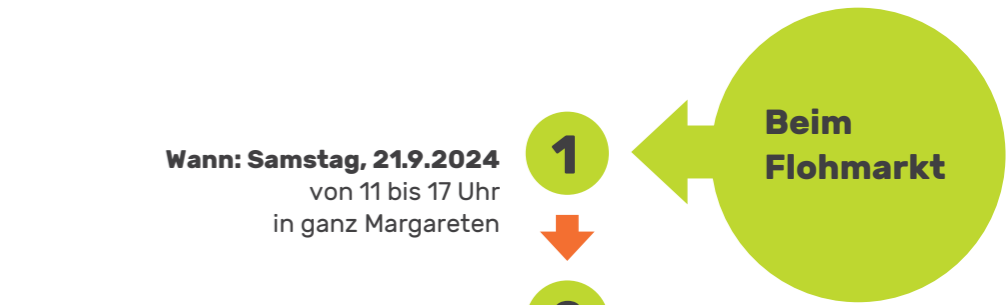 Beim
Flohmarkt
1
Wann: Samstag, 21.9.2024
von 11 bis 17 Uhr
in ganz Margareten